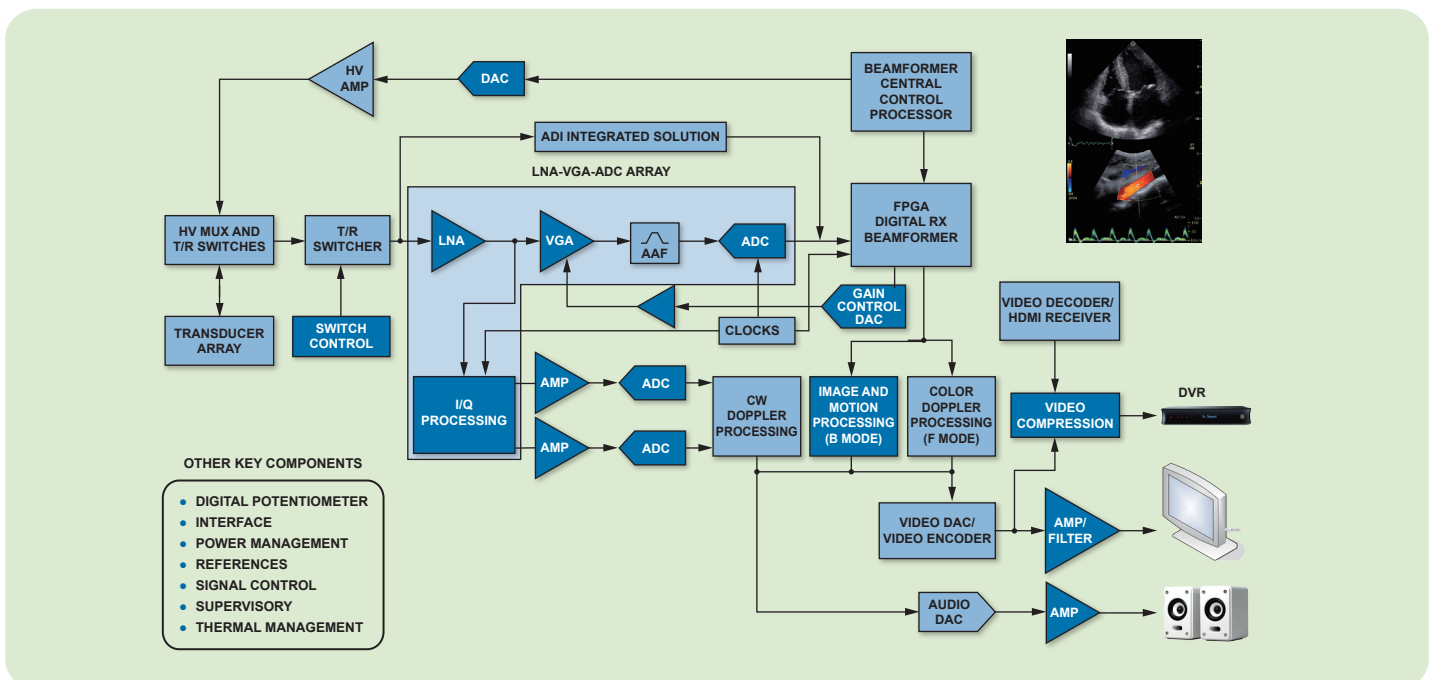 HV
AMP
DAC
BEAMFORMER
CENTRAL
CONTROL
PROCESSOR
ADI INTEGRATED SOLUTION
LNA-VGA-ADC ARRAY
HV MUX AND
T/R SWITCHES
T/R
SWITCHER
LNA
VGA
AAF
ADC
FPGA
DIGITAL RX
BEAMFORMER
TRANSDUCER
ARRAY
SWITCH
CONTROL
GAIN
CONTROL
DAC
CLOCKS
VIDEO DECODER/
HDMI RECEIVER
I/Q
PROCESSING
AMP
ADC
AMP
ADC
CW
DOPPLER
PROCESSING
IMAGE AND
MOTION
PROCESSING
(B MODE)
COLOR
DOPPLER
PROCESSING
(F MODE)
VIDEO
COMPRESSION
DVR
VIDEO DAC/
VIDEO ENCODER
AMP/
FILTER
AUDIO
DAC
AMP
OTHER KEY COMPONENTS
• DIGITAL POTENTIOMETER
• INTERFACE
• POWER MANAGEMENT
• REFERENCES
• SIGNAL CONTROL
• SUPERVISORY
• THERMAL MANAGEMENT